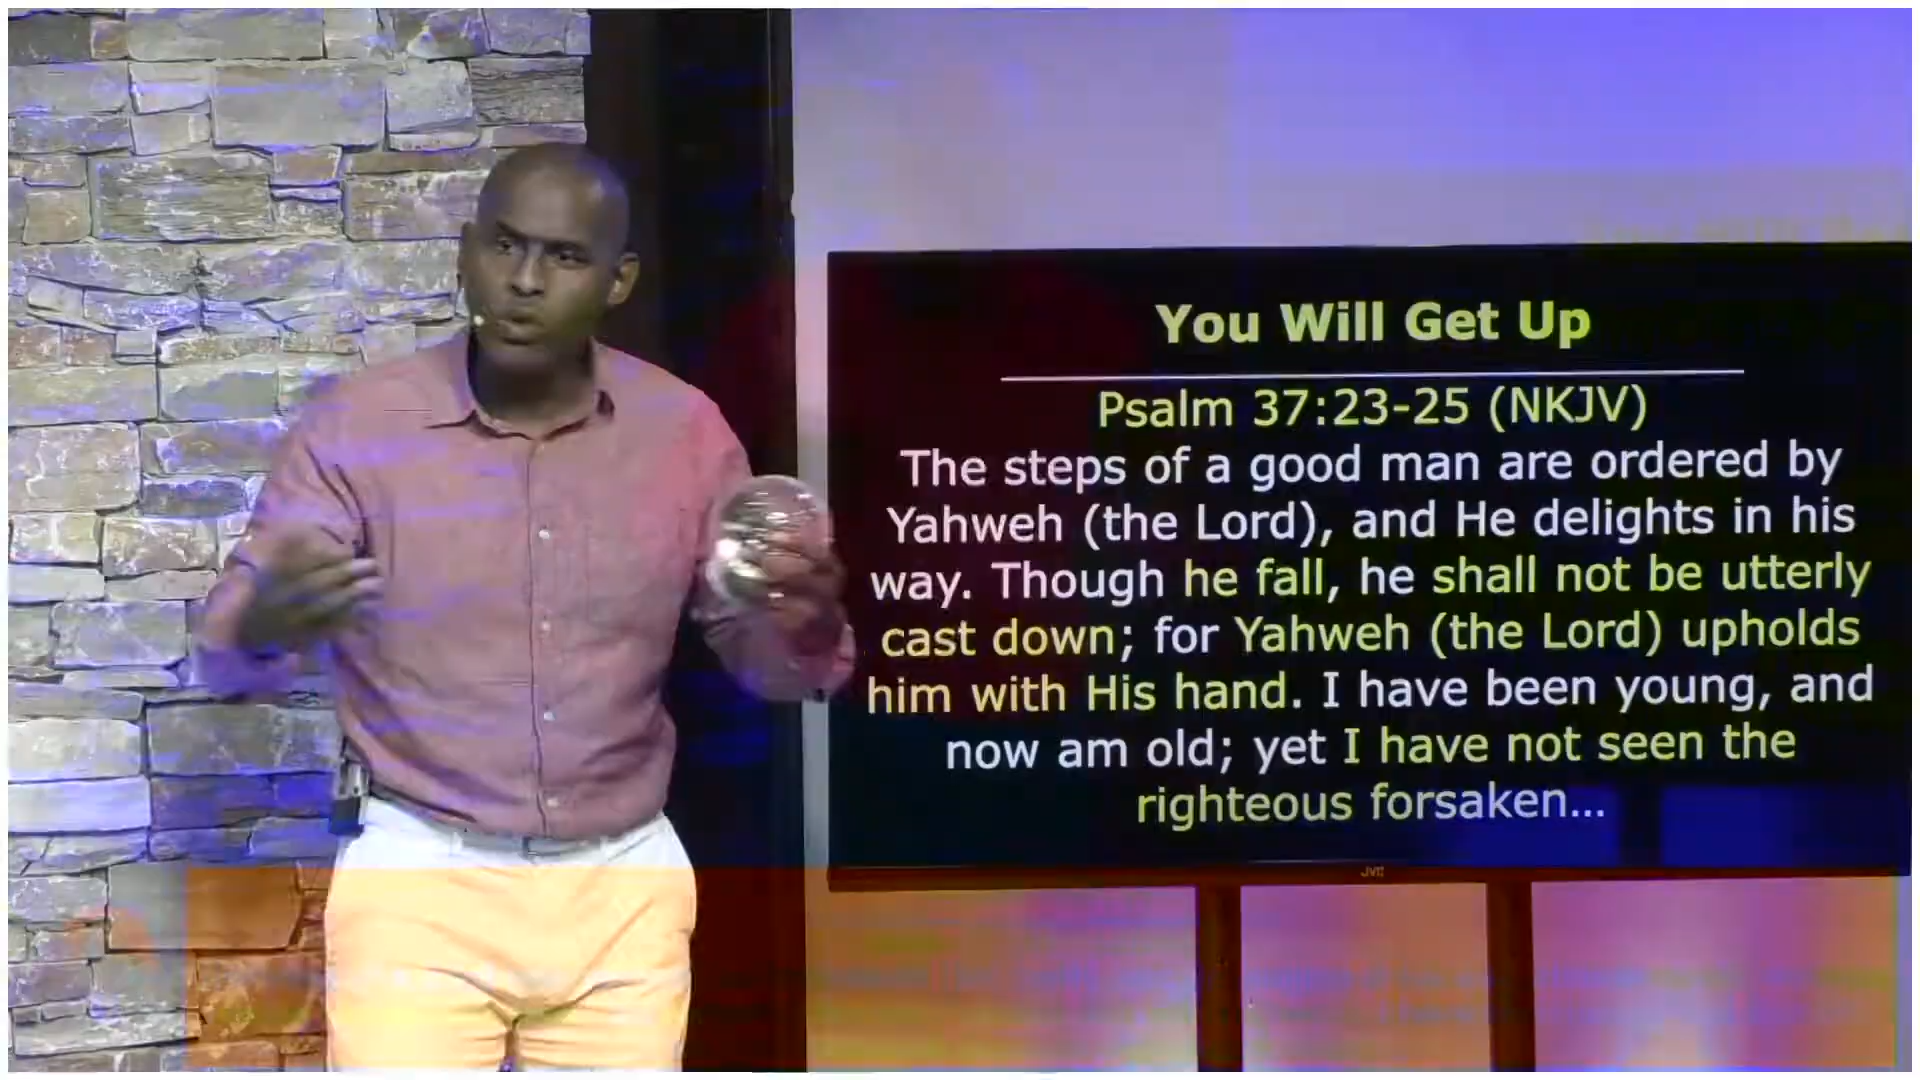 You Will Get Up
Psalm 37:23-25 (NKJV)
The steps of a good man are ordered by
Yahweh (the Lord), and He delights in his
way. Though he fall, he shall not be utterly
cast down; for Yahweh (the Lord) upholds
him with His hand. I have been young, and
now am old; yet I have not seen the
righteous forsaken...
JVC